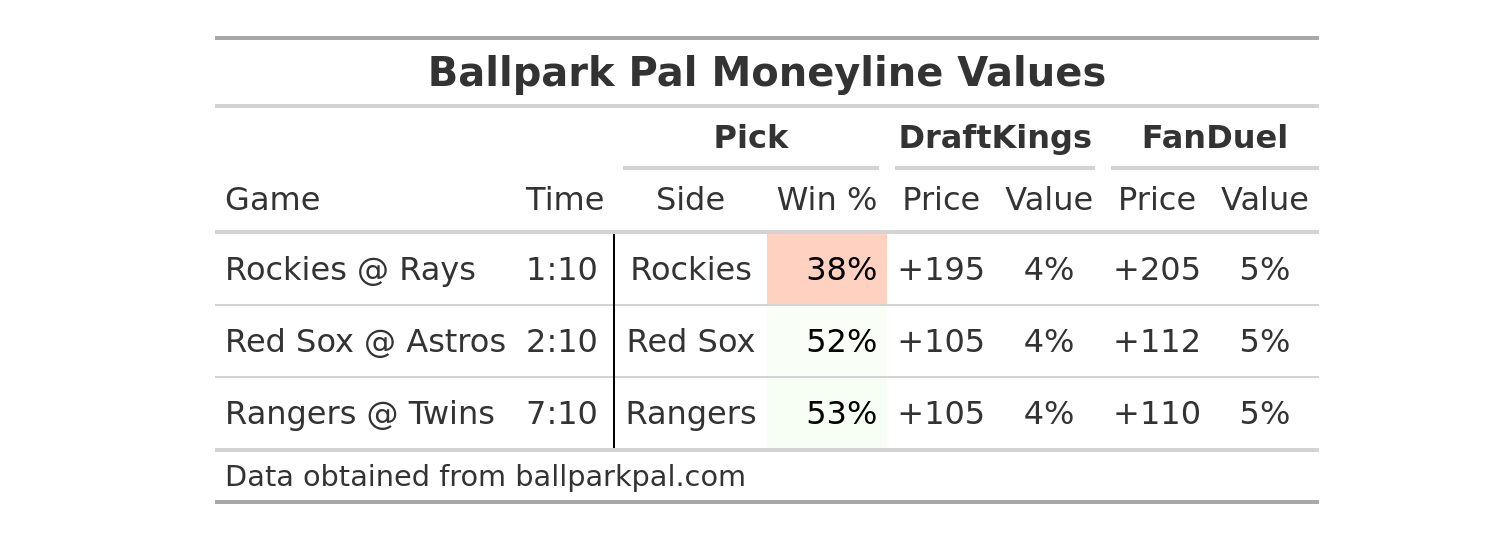 Ballpark Pal Moneyline Values
Pick DraftKings FanDuel
Game Time Side Win % Price Value Price Value
Rockies @ Rays 1:10 Rockies 38% +195 4% +205 5%
Red Sox @ Astros 2:10 Red Sox 52% +105 4% +112 5%
Rangers @ Twins 7:10 Rangers 53% +105 4% +110 5%
Data obtained from ballparkpal.com